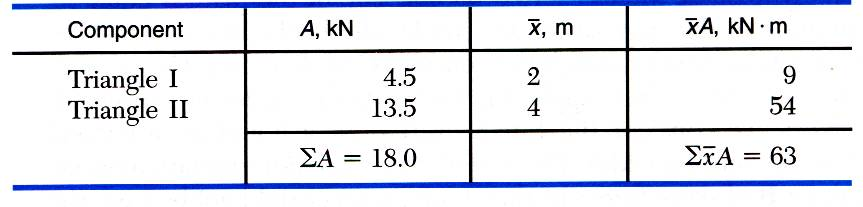 Component A, kN x̅, m x̅A, kN · m
Triangle I 4.5 2 9
Triangle II 13.5 4 54
ΣA = 18.0 Σx̅A = 63